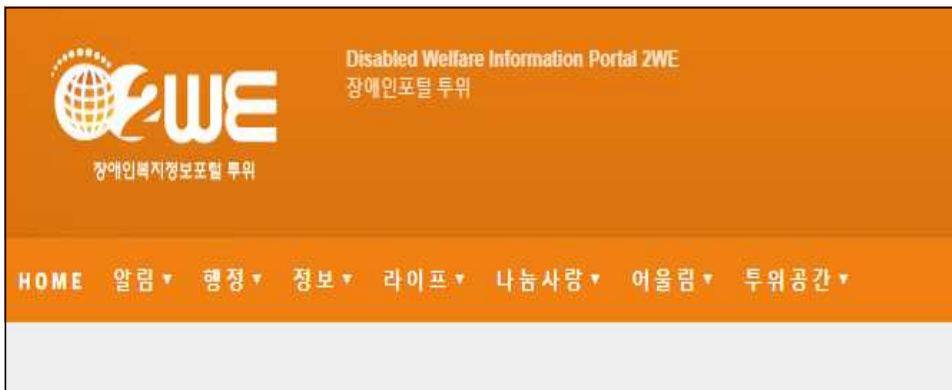 Disabled Welfare Information Portal 2WE
장애인포털 투위
2WE
장애인복지정보포털 투위
HOME 알림▼ 행정▼ 정보▼ 라이프▼ 나눔사랑▼ 어울림▼ 투위공간▼